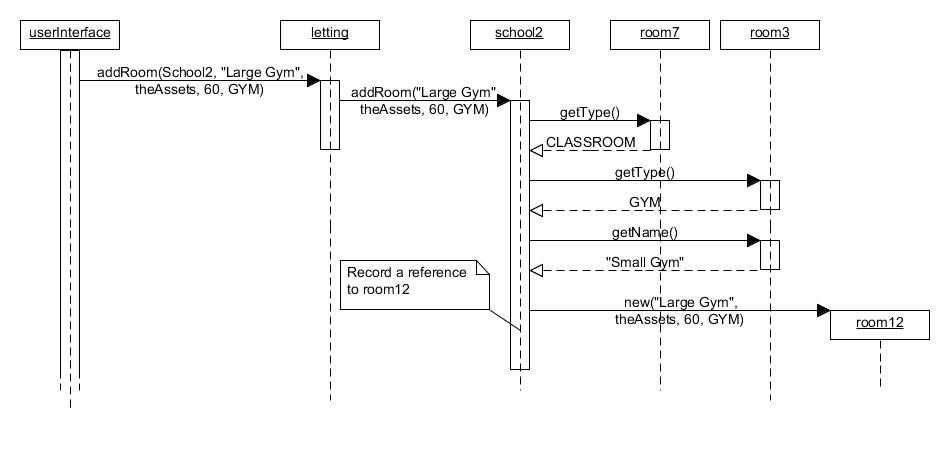 userInterface
letting
school2
room7
room3
addRoom(School2, "Large Gym",
theAssets, 60, GYM)
addRoom("Large Gym"
theAssets, 60, GYM)
getType()
CLASSROOM
getType()
GYM
getName()
"Small Gym"
Record a reference
to room12
new("Large Gym",
theAssets, 60, GYM)
room12